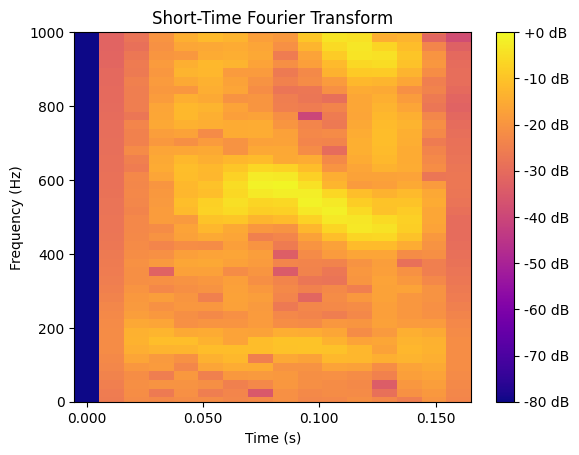 Short-Time Fourier Transform
1000
800
600
400
200
0
Frequency (Hz)
0.000
0.050
0.100
0.150
Time (s)
+0 dB
-10 dB
-20 dB
-30 dB
-40 dB
-50 dB
-60 dB
-70 dB
-80 dB